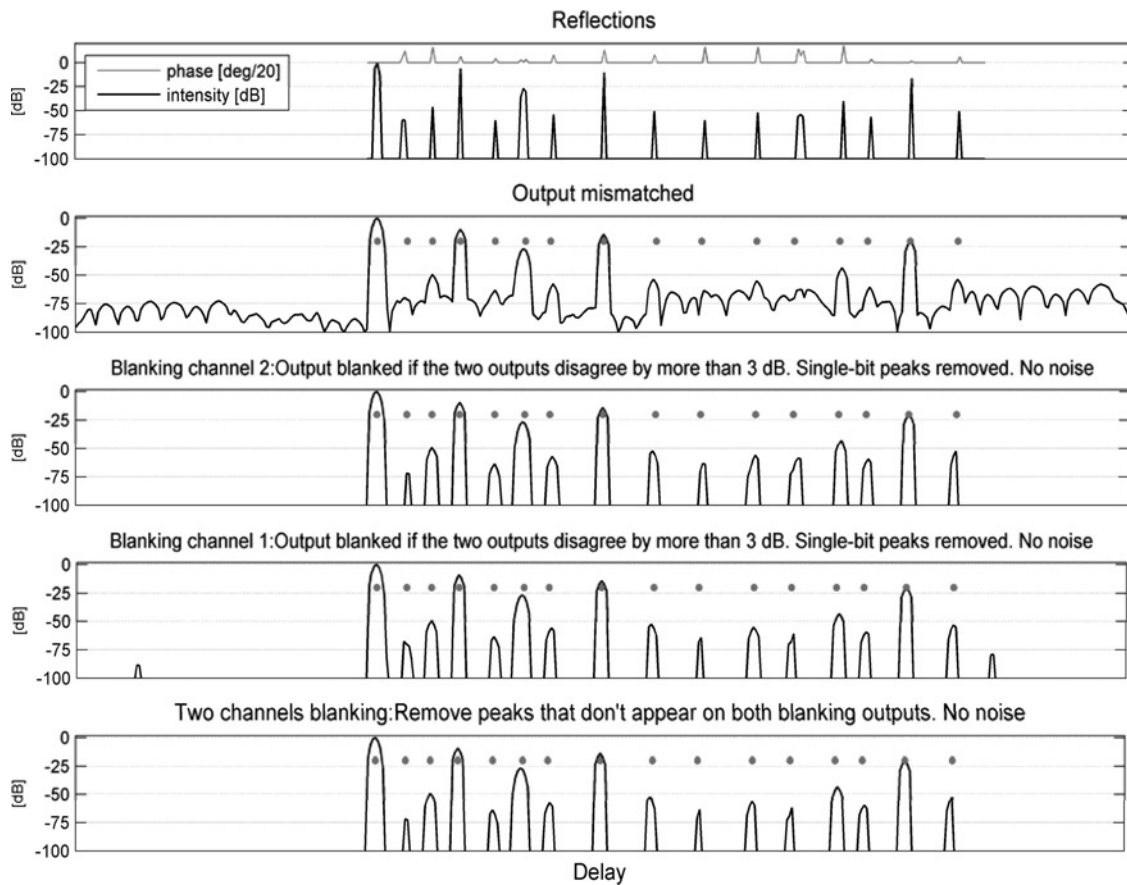 Reflections
phase [deg/20]
intensity [dB]
[dB]
0
-25
-50
-75
-100
Output mismatched
[dB]
0
-25
-50
-75
-100
Blanking channel 2:Output blanked if the two outputs disagree by more than 3 dB. Single-bit peaks removed. No noise
[dB]
0
-25
-50
-75
-100
Blanking channel 1:Output blanked if the two outputs disagree by more than 3 dB. Single-bit peaks removed. No noise
[dB]
0
-25
-50
-75
-100
Two channels blanking:Remove peaks that don't appear on both blanking outputs. No noise
[dB]
0
-25
-50
-75
-100
Delay